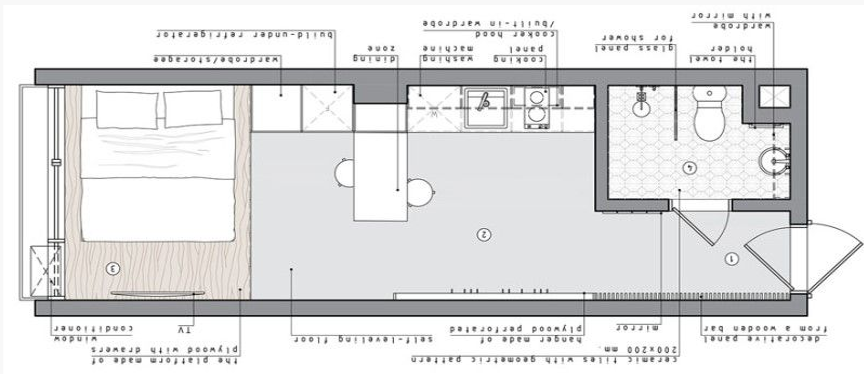 decorative panel
from a wooden bar
ceramic tiles with geometric pattern
200x200 mm.
mirror
hanger made of
plywood perforated
self-leveling floor
the platform made of
plywood with drawers
TV
window
conditioner
1
2
3
4
W
F
the towel
holder
wardrobe
with mirror
glass panel
for shower
cooking
panel
cooker hood
/built-in wardrobe
washing
machine
dining
zone
wardrobe/storagee
build-under refrigerator